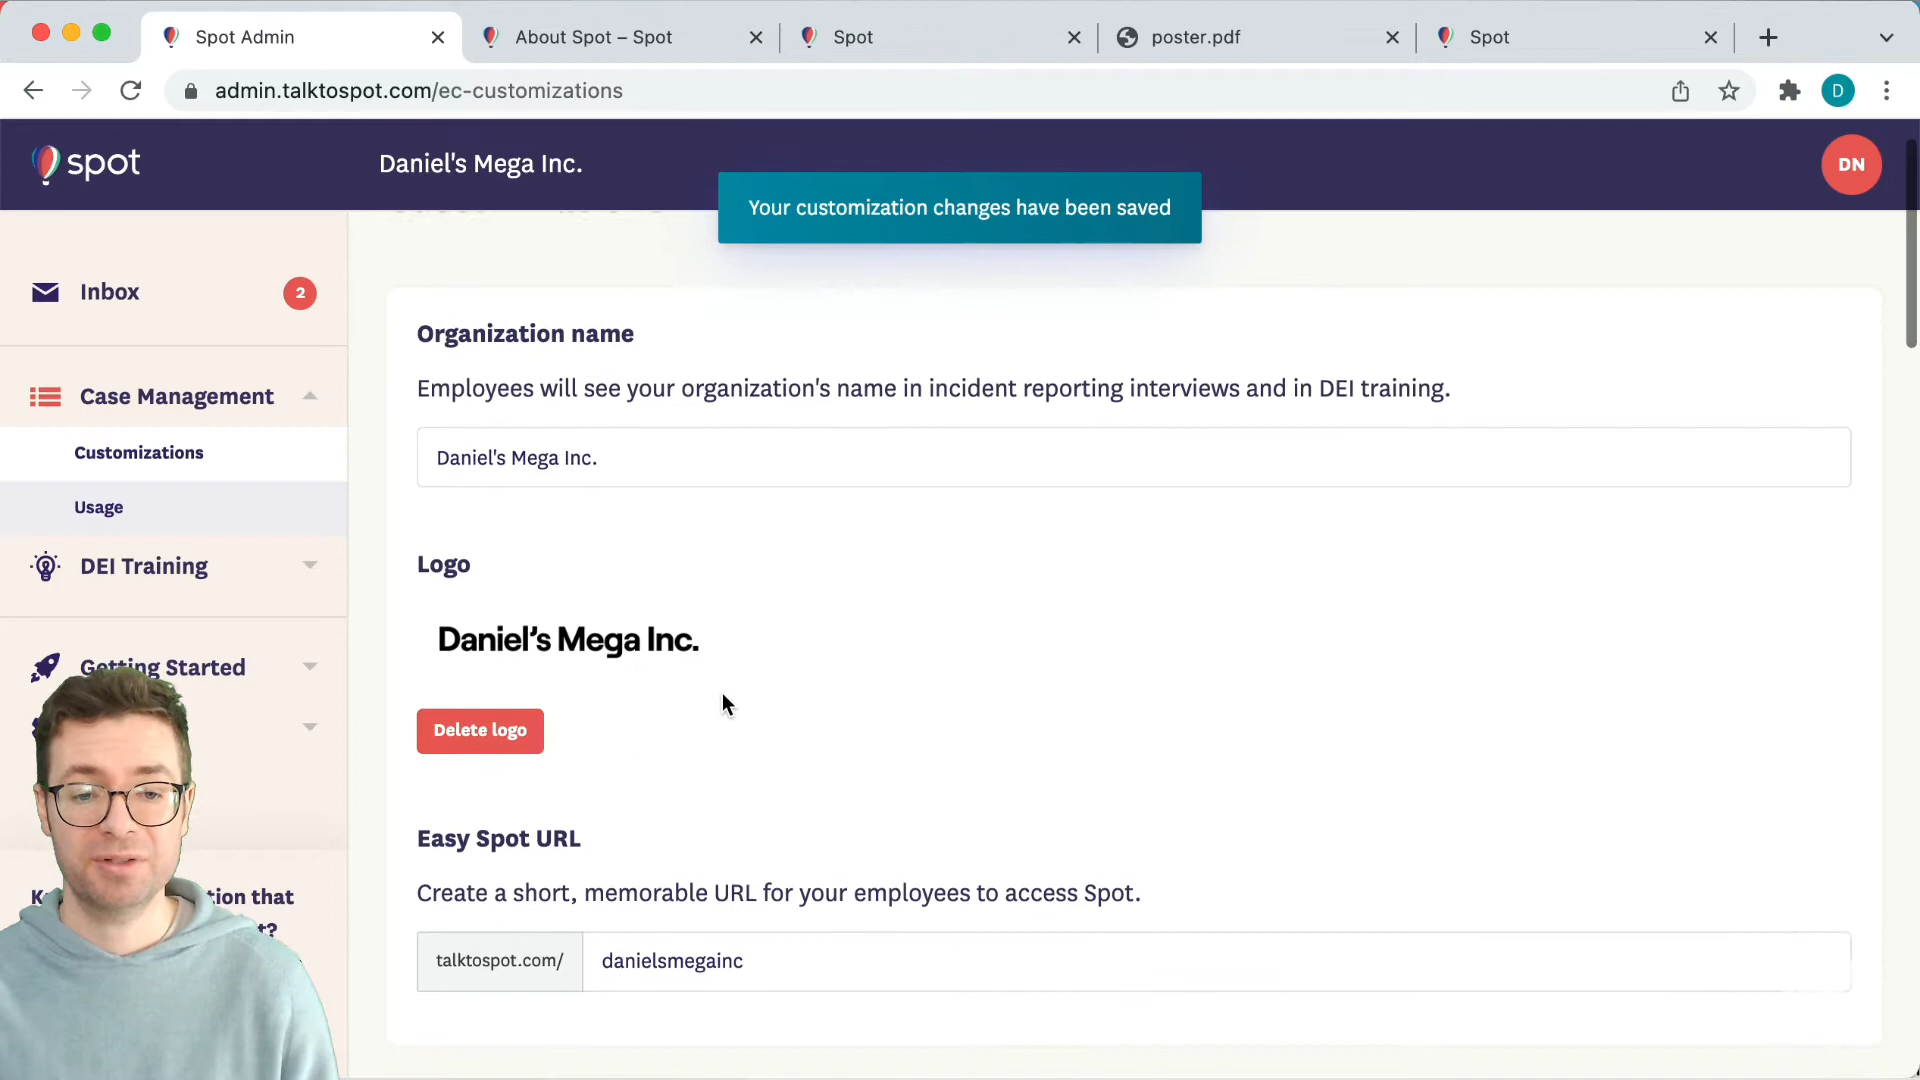 Spot Admin
About Spot – Spot
Spot
poster.pdf
Spot
admin.talktospot.com/ec-customizations
D
spot
Daniel's Mega Inc.
DN
Your customization changes have been saved
Inbox
2
Case Management
Customizations
Usage
DEI Training
Getting Started
Organization name
Employees will see your organization's name in incident reporting interviews and in DEI training.
Daniel's Mega Inc.
Logo
Daniel’s Mega Inc.
Delete logo
Easy Spot URL
Create a short, memorable URL for your employees to access Spot.
talktospot.com/
danielsmegainc
that